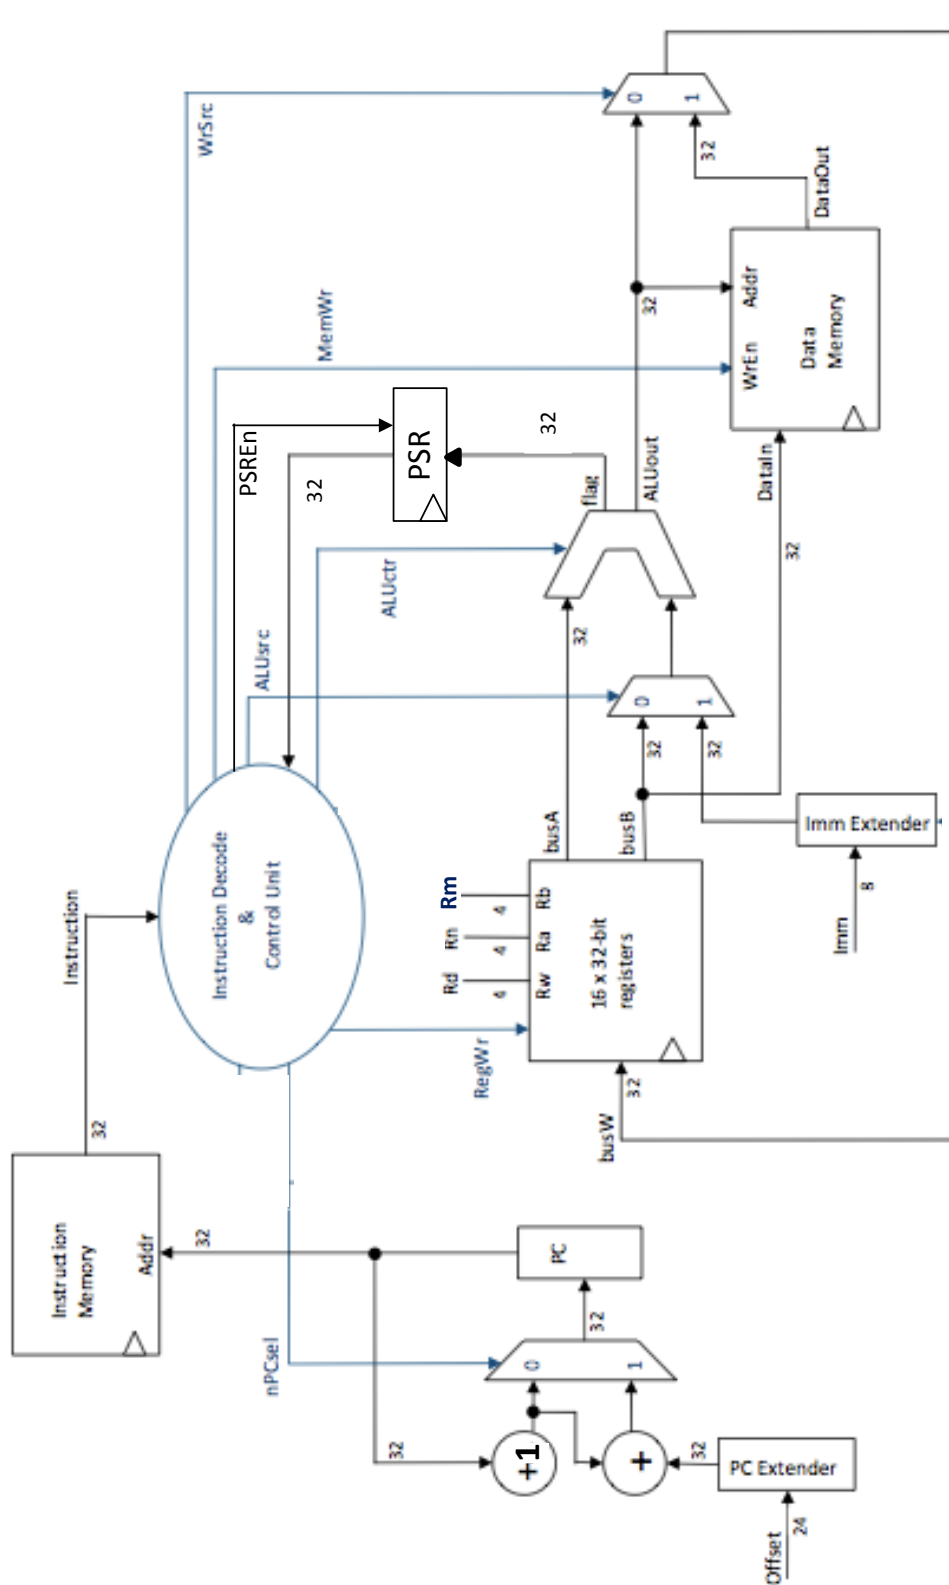 WrSrc
0
1
32
DataOut
MemWr
32
Addr
WrEn
Data
Memory
PSREn
32
PSR
32
flag
ALUout
DataIn
32
ALUctr
32
ALUsrc
0
1
32
32
Instruction Decode
&
Control Unit
Instruction
busA
busB
Imm Extender
8
Imm
Rm
4
Rb
Rn
4
Ra
Rd
4
Rw
16 x 32-bit
registers
RegWr
busW
32
32
Instruction
Memory
Addr
32
PC
32
nPCsel
0
1
32
+1
+
32
PC Extender
24
Offset